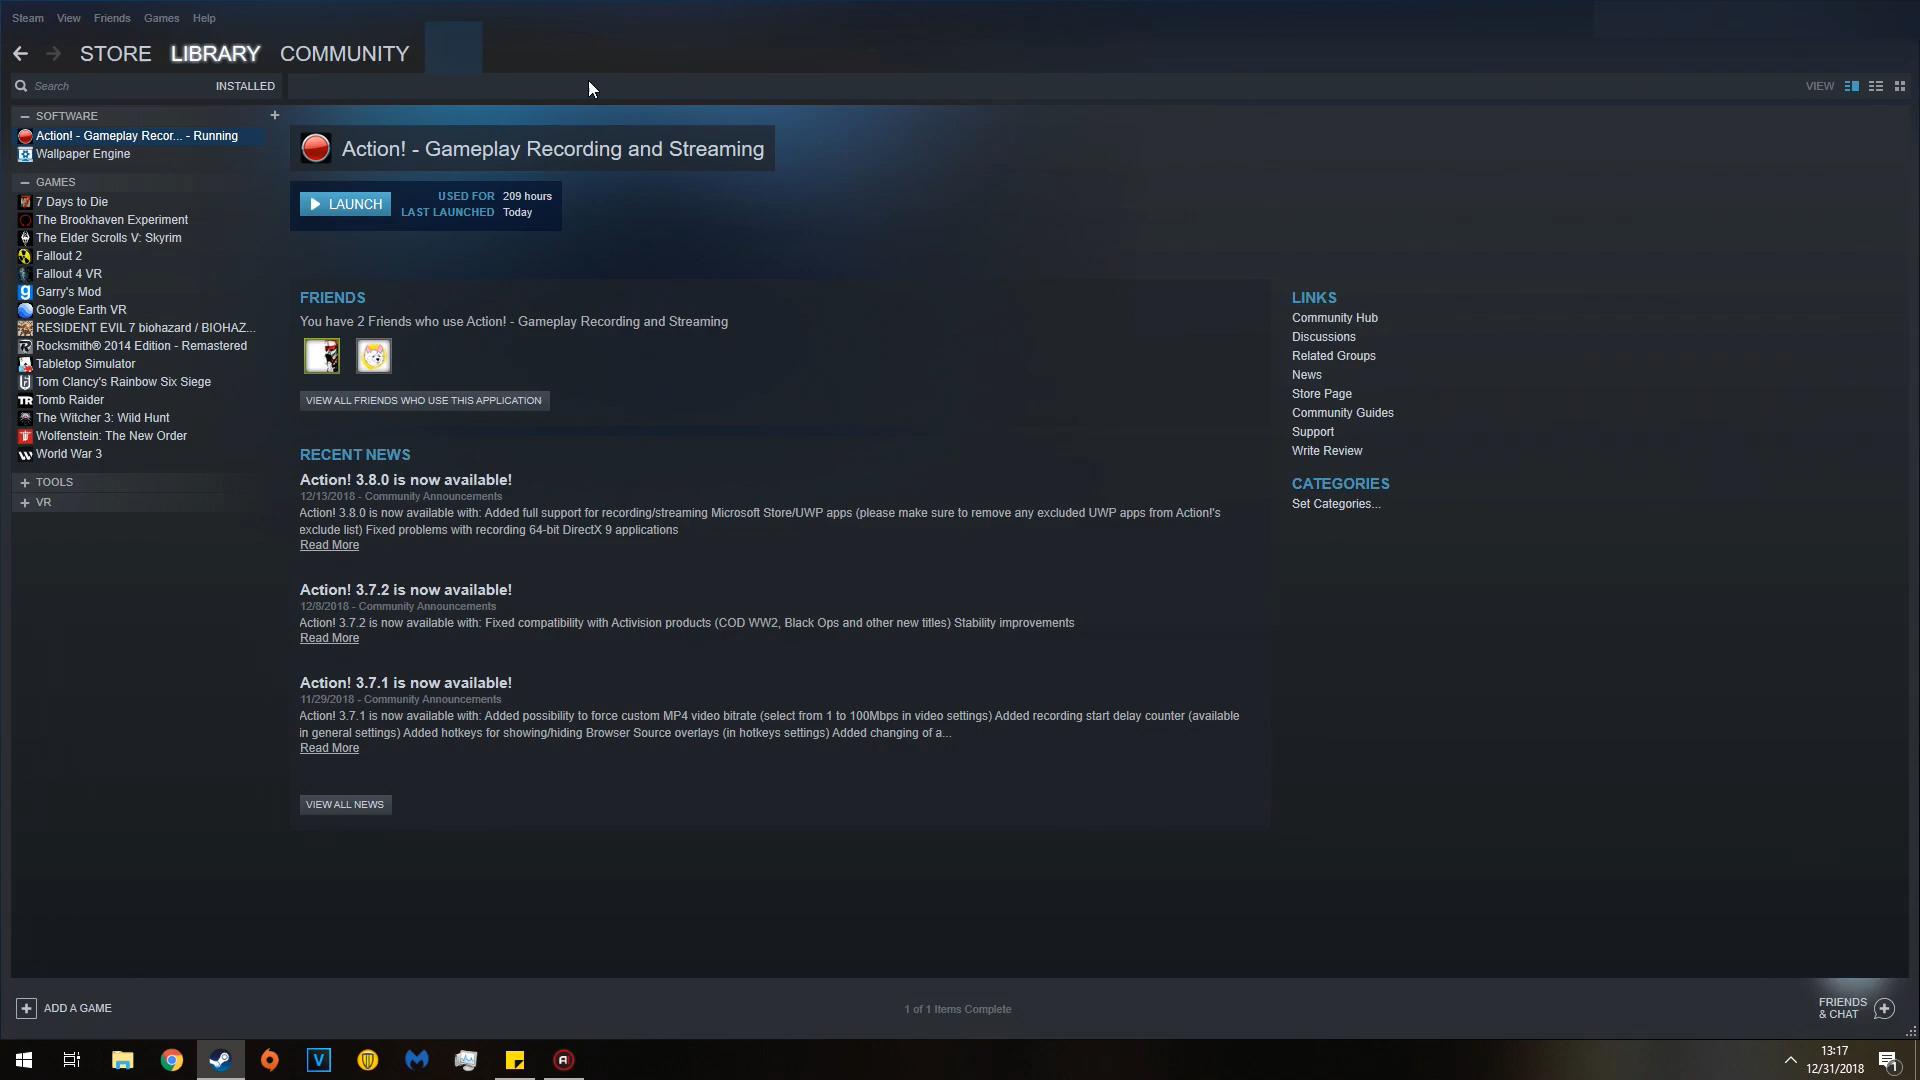 Steam View Friends Games Help
STORE LIBRARY COMMUNITY
Search INSTALLED VIEW
SOFTWARE
Action! - Gameplay Recor... - Running
Wallpaper Engine
GAMES
7 Days to Die
The Brookhaven Experiment
The Elder Scrolls V: Skyrim
Fallout 2
Fallout 4 VR
Garry's Mod
Google Earth VR
RESIDENT EVIL 7 biohazard / BIOHAZ...
Rocksmith® 2014 Edition - Remastered
Tabletop Simulator
Tom Clancy's Rainbow Six Siege
Tomb Raider
The Witcher 3: Wild Hunt
Wolfenstein: The New Order
World War 3
TOOLS
VR
Action! - Gameplay Recording and Streaming
LAUNCH
USED FOR 209 hours
LAST LAUNCHED Today
FRIENDS
You have 2 Friends who use Action! - Gameplay Recording and Streaming
VIEW ALL FRIENDS WHO USE THIS APPLICATION
RECENT NEWS
Action! 3.8.0 is now available!
12/13/2018 - Community Announcements
Action! 3.8.0 is now available with: Added full support for recording/streaming Microsoft Store/UWP apps (please make sure to remove any excluded UWP apps from Action!'s
exclude list) Fixed problems with recording 64-bit DirectX 9 applications
Read More
Action! 3.7.2 is now available!
12/8/2018 - Community Announcements
Action! 3.7.2 is now available with: Fixed compatibility with Activision products (COD WW2, Black Ops and other new titles) Stability improvements
Read More
Action! 3.7.1 is now available!
11/29/2018 - Community Announcements
Action! 3.7.1 is now available with: Added possibility to force custom MP4 video bitrate (select from 1 to 100Mbps in video settings) Added recording start delay counter (available
in general settings) Added hotkeys for showing/hiding Browser Source overlays (in hotkeys settings) Added changing of a...
Read More
VIEW ALL NEWS
LINKS
Community Hub
Discussions
Related Groups
News
Store Page
Community Guides
Support
Write Review
CATEGORIES
Set Categories...
ADD A GAME
1 of 1 Items Complete
FRIENDS
& CHAT
13:17
12/31/2018
1